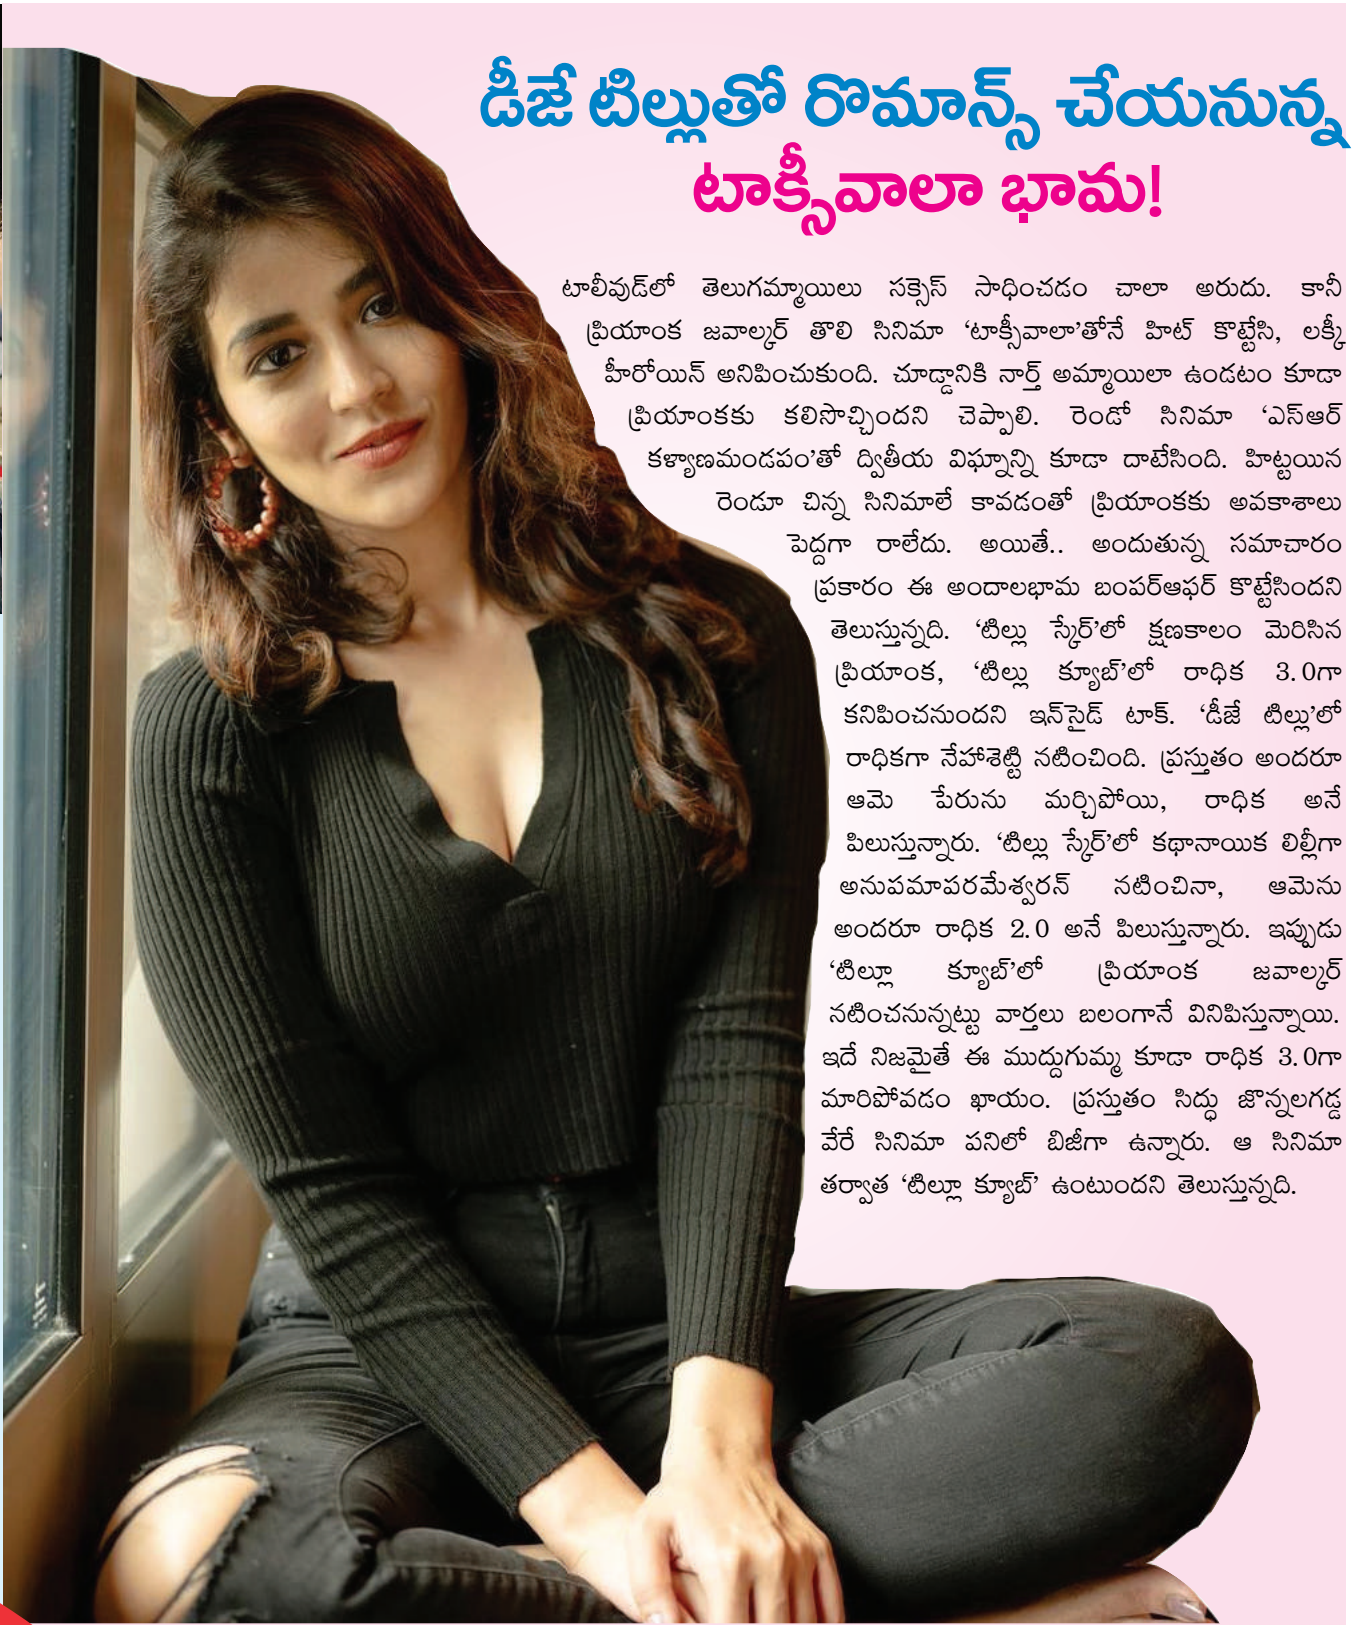 డీజే టిల్లుతో రొమాన్స్ చేయనున్న
టాక్సీవాలా భామ!
టాలీవుడ్‌లో తెలుగమ్మాయిలు సక్సెస్ సాధించడం చాలా అరుదు. కానీ
ప్రియాంక జవాల్కర్ తొలి సినిమా ‘టాక్సీవాలా’తోనే హిట్ కొట్టేసి, లక్కీ
హీరోయిన్ అనిపించుకుంది. చూడ్డానికి నార్త్ అమ్మాయిలా ఉండటం కూడా
ప్రియాంకకు కలిసొచ్చిందని చెప్పాలి. రెండో సినిమా ‘ఎస్ఆర్
కళ్యాణమండపం’తో ద్వితీయ విఘ్నాన్ని కూడా దాటేసింది. హిట్టయిన
రెండూ చిన్న సినిమాలే కావడంతో ప్రియాంకకు అవకాశాలు
పెద్దగా రాలేదు. అయితే.. అందుతున్న సమాచారం
ప్రకారం ఈ అందాలభామ బంపర్ఆఫర్ కొట్టేసిందని
తెలుస్తున్నది. ‘టిల్లు స్కేర్’లో క్షణకాలం మెరిసిన
ప్రియాంక, ‘టిల్లు క్యూబ్’లో రాధిక 3.0గా
కనిపించనుందని ఇన్‌సైడ్ టాక్. ‘డీజే టిల్లు’లో
రాధికగా నేహాశెట్టి నటించింది. ప్రస్తుతం అందరూ
ఆమె పేరును మర్చిపోయి, రాధిక అనే
పిలుస్తున్నారు. ‘టిల్లు స్కేర్’లో కథానాయిక లిల్లీగా
అనుపమాపరమేశ్వరన్ నటించినా, ఆమెను
అందరూ రాధిక 2.0 అనే పిలుస్తున్నారు. ఇప్పుడు
‘టిల్లూ క్యూబ్’లో ప్రియాంక జవాల్కర్
నటించనున్నట్టు వార్తలు బలంగానే వినిపిస్తున్నాయి.
ఇదే నిజమైతే ఈ ముద్దుగుమ్మ కూడా రాధిక 3.0గా
మారిపోవడం ఖాయం. ప్రస్తుతం సిద్ధు జొన్నలగడ్డ
వేరే సినిమా పనిలో బిజీగా ఉన్నారు. ఆ సినిమా
తర్వాత ‘టిల్లూ క్యూబ్’ ఉంటుందని తెలుస్తున్నది.